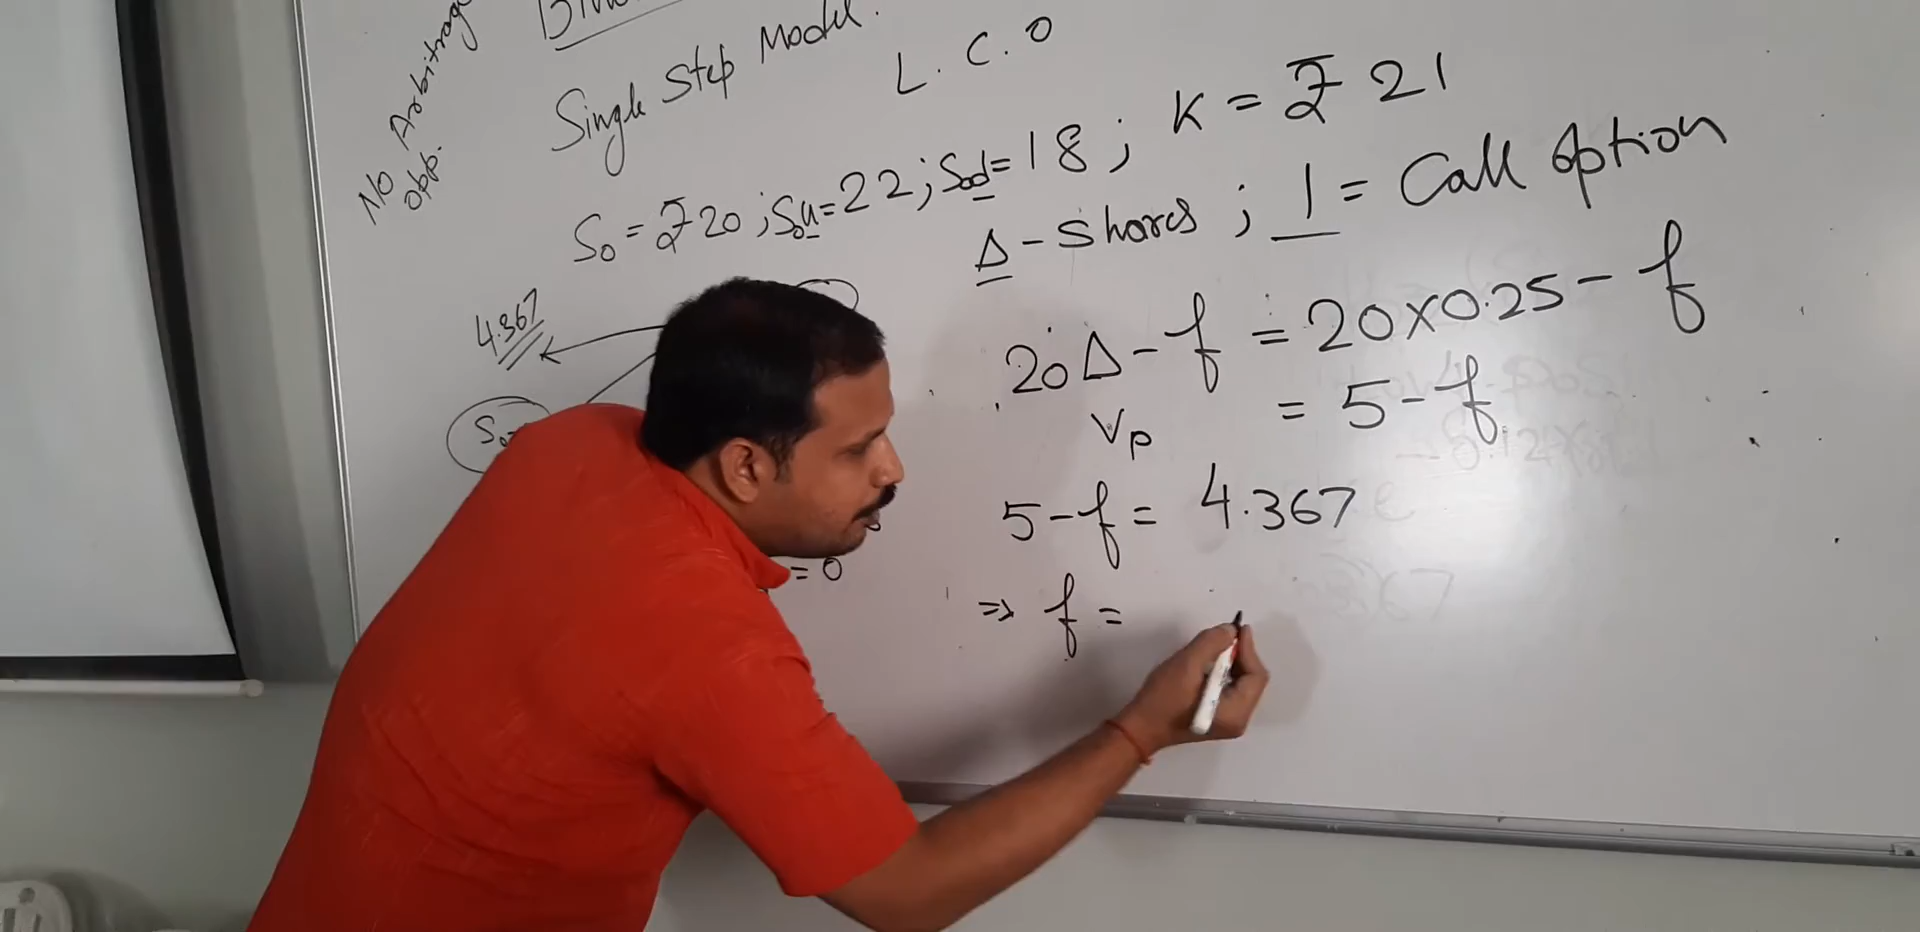 No Arbitrage
opp.
Single Step Model.
L. C. O
S₀ = ₹20 ; S₀u = 22 ; S₀d = 18 ; K = ₹ 21
Δ - Shares ; 1 = Call option
4.367
20Δ - f = 20 × 0.25 - f
Vp = 5 - f
5 - f = 4.367
= 0
⇒ f =